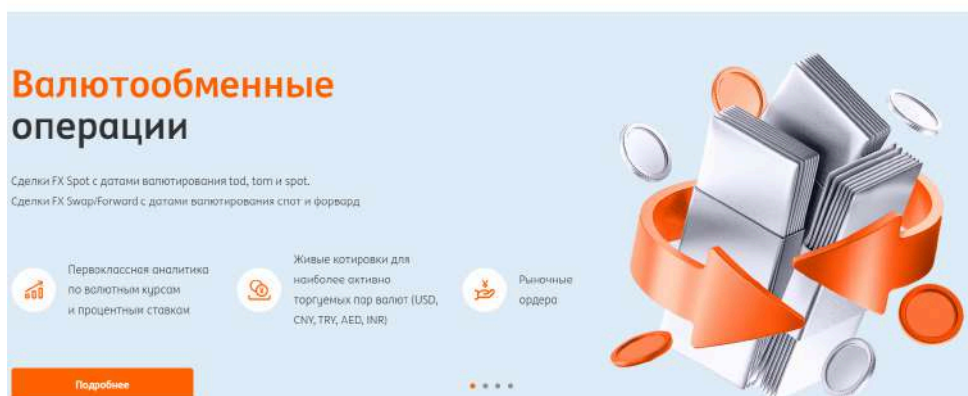 Валютообменные
операции
Сделки FX Spot с датами валютирования tod, tom и spot.
Сделки FX Swap/Forward с датами валютирования спот и форвард
Первоклассная аналитика
по валютным курсам
и процентным ставкам
Живые котировки для
наиболее активно
торгуемых пар валют (USD,
CNY, TRY, AED, INR)
Рыночные
ордера
Подробнее